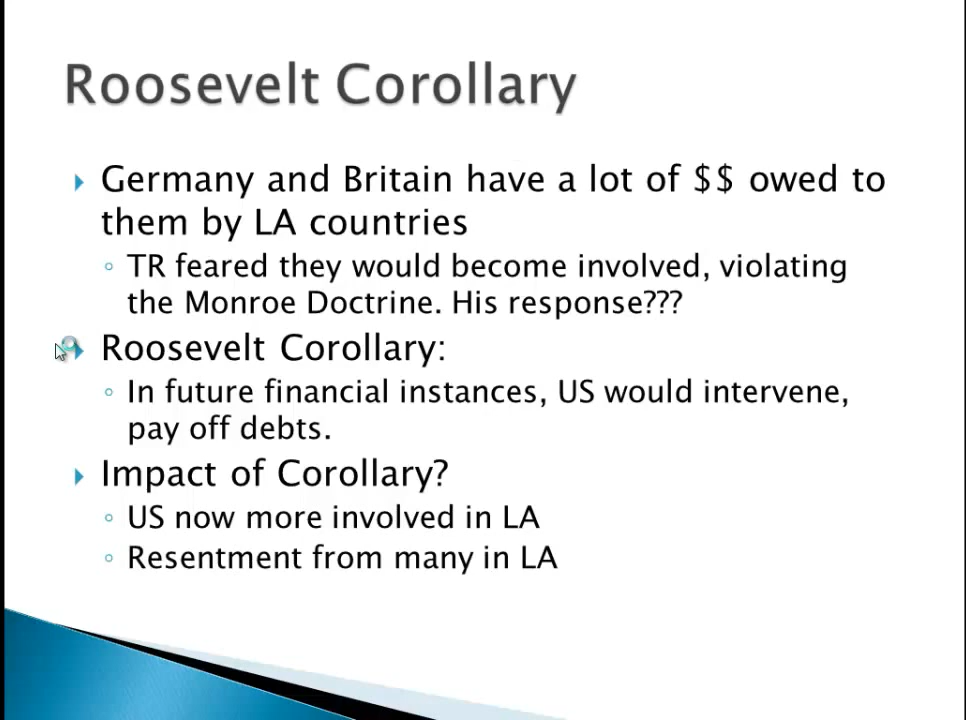 Roosevelt Corollary
Germany and Britain have a lot of $$ owed to
them by LA countries
TR feared they would become involved, violating
the Monroe Doctrine. His response???
Roosevelt Corollary:
In future financial instances, US would intervene,
pay off debts.
Impact of Corollary?
US now more involved in LA
Resentment from many in LA